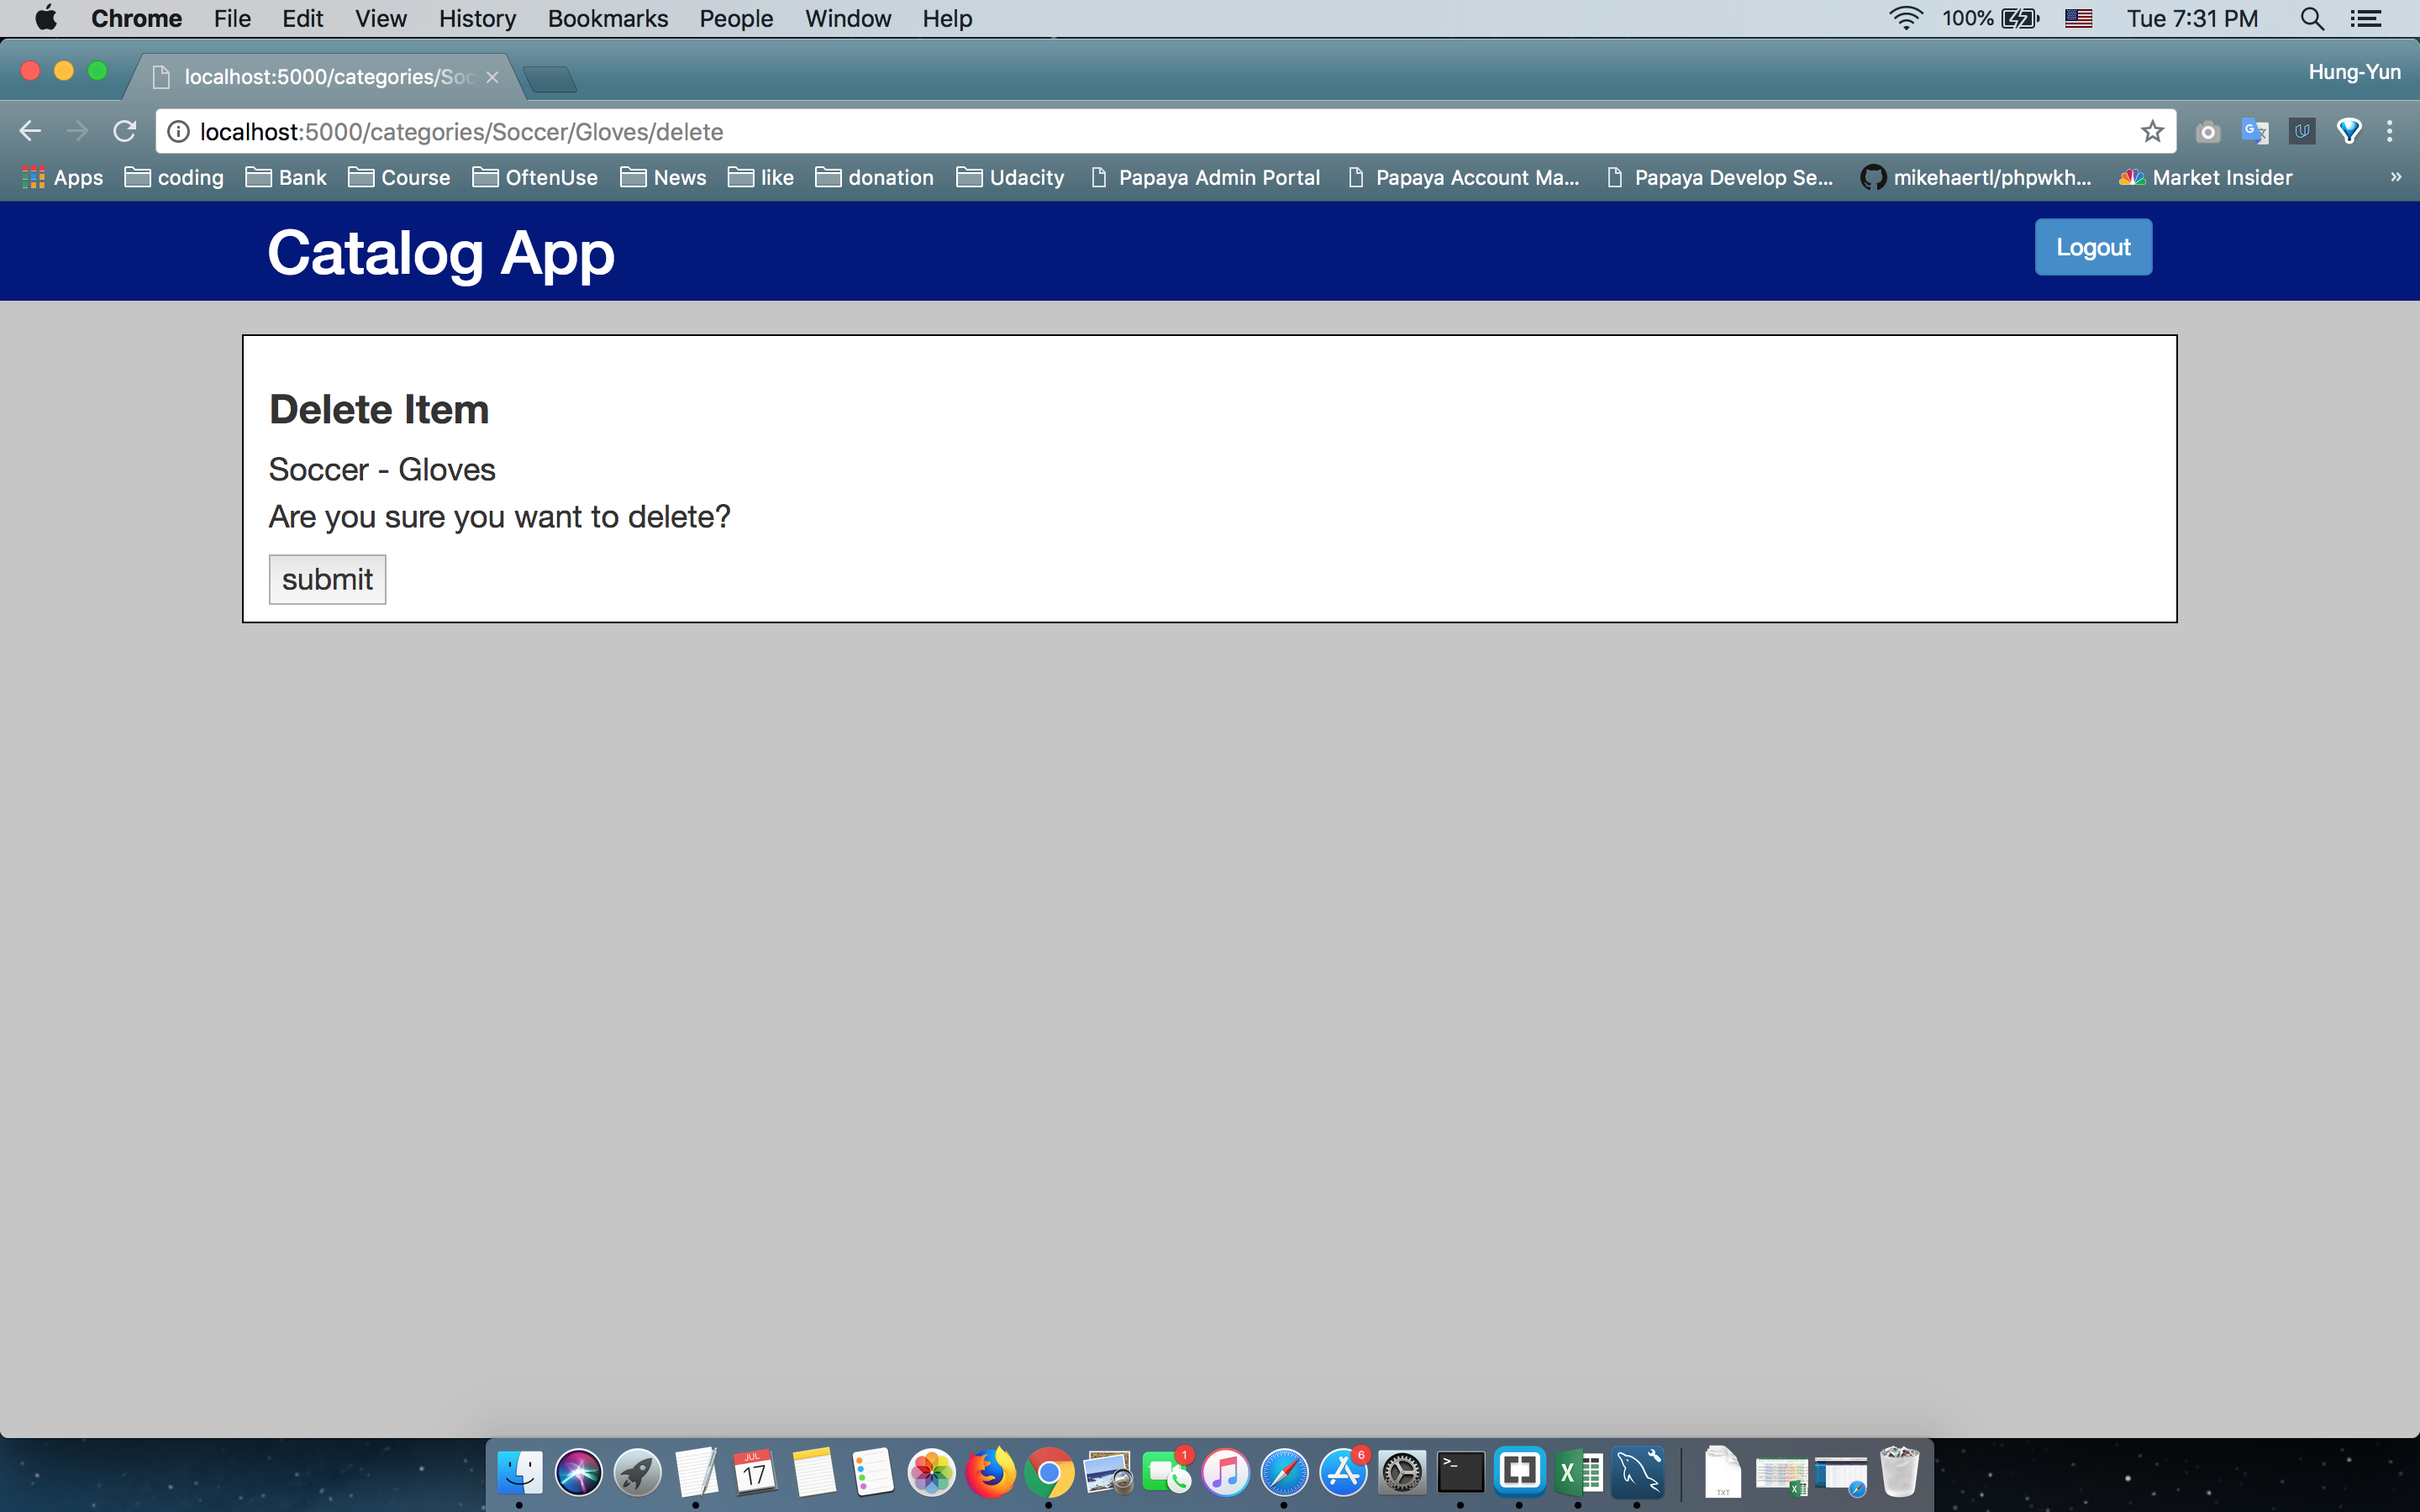 Chrome File Edit View History Bookmarks People Window Help 100% Tue 7:31 PM
localhost:5000/categories/Soc Hung-Yun
localhost:5000/categories/Soccer/Gloves/delete
Apps coding Bank Course OftenUse News like donation Udacity Papaya Admin Portal Papaya Account Ma... Papaya Develop Se... mikehaertl/phpwkh... Market Insider »
Catalog App Logout
Delete Item
Soccer - Gloves
Are you sure you want to delete?
submit
JUL 17 1 6 >_ X TXT X